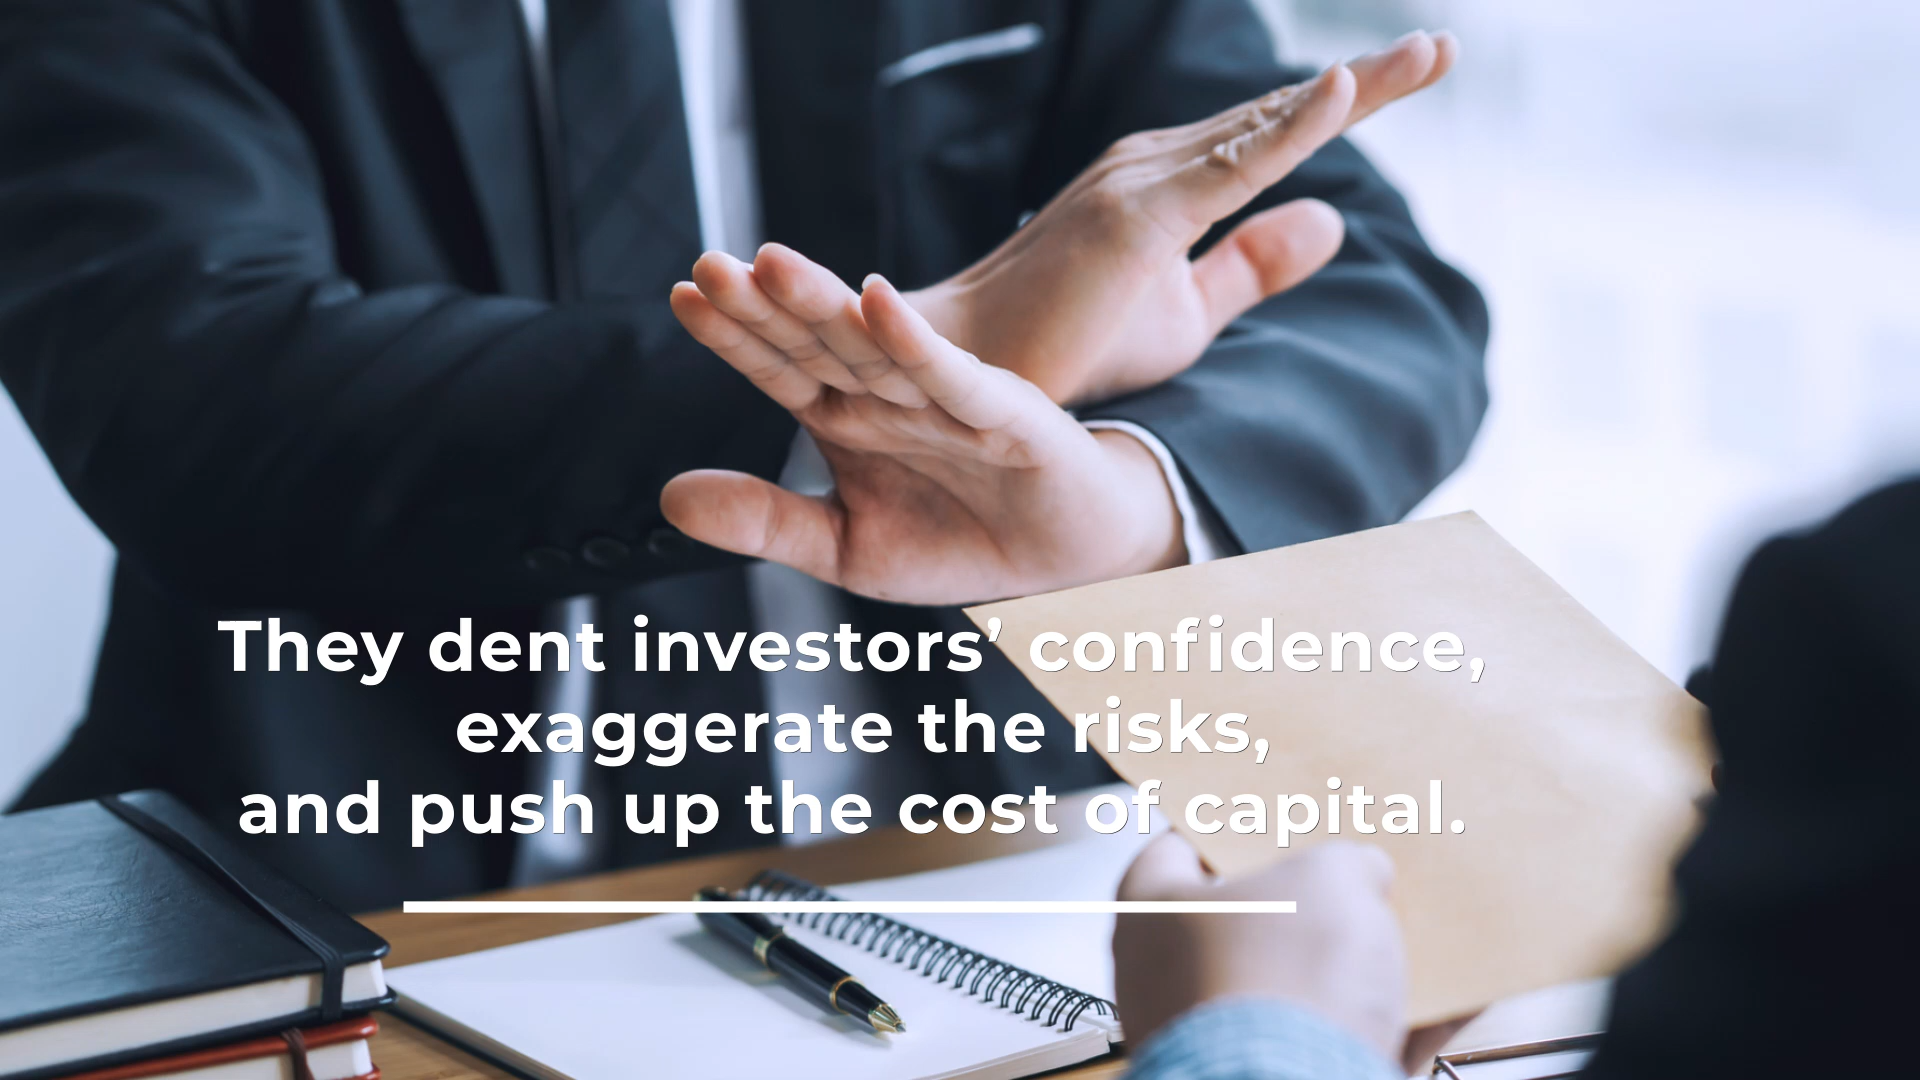 They dent investors’ confidence,
exaggerate the risks,
and push up the cost of capital.